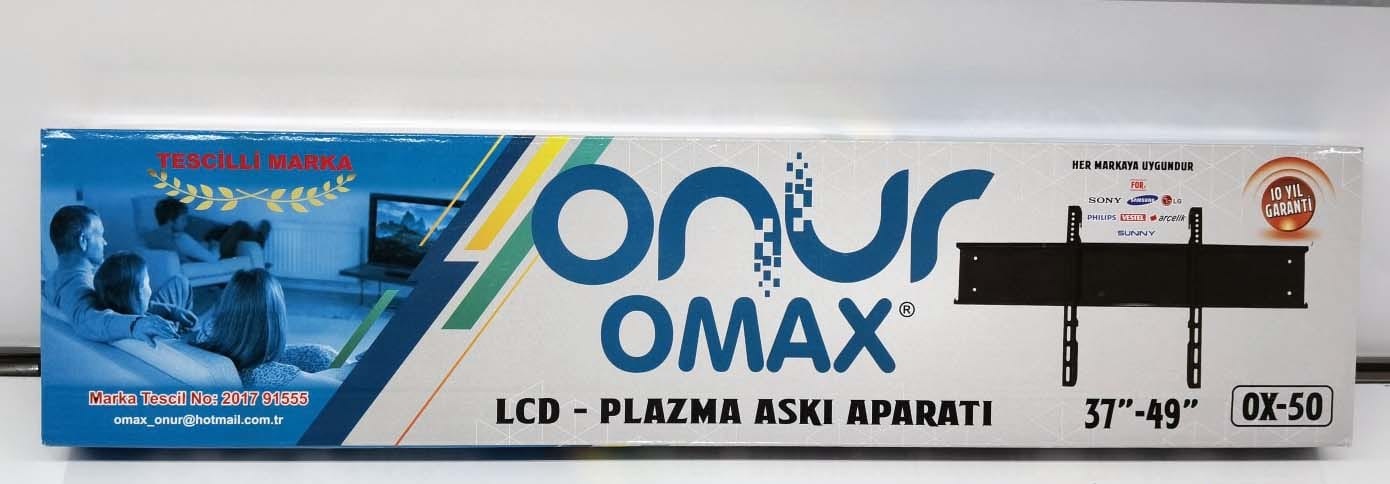 TESCİLLİ MARKA
Marka Tescil No: 2017 91555
omax_onur@hotmail.com.tr
onur
OMAX®
LCD - PLAZMA ASKI APARATI
HER MARKAYA UYGUNDUR
FOR:
SONY SAMSUNG LG
PHILIPS VESTEL arcelik
SUNNY
10 YIL
GARANTİ
37”-49”
OX-50